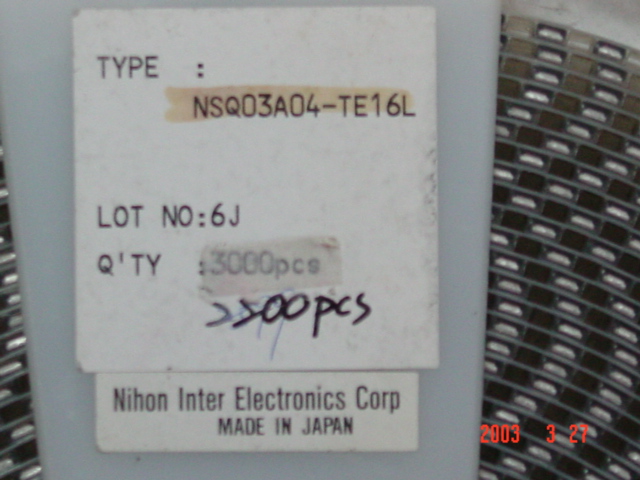 TYPE :
NSQ03A04-TE16L
LOT NO:6J
Q'TY :3000pcs
2500pcs
Nihon Inter Electronics Corp
MADE IN JAPAN
2003 3 27